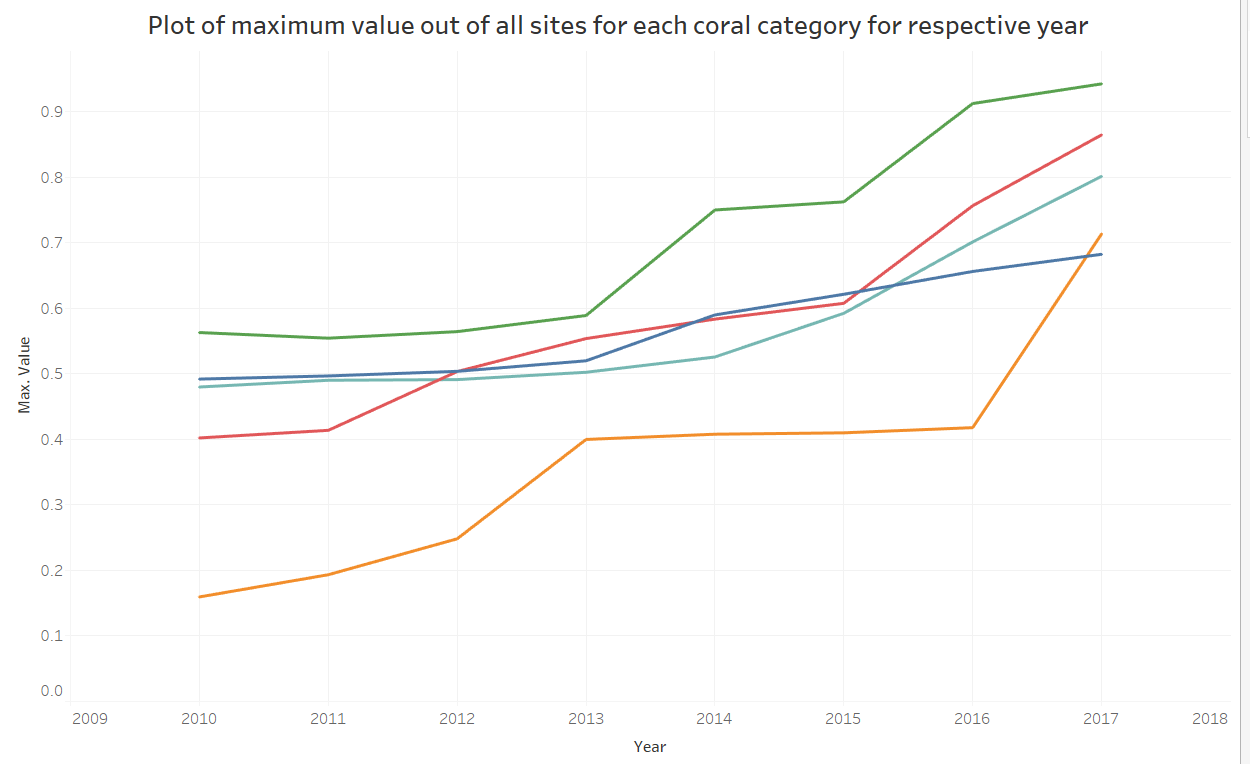 Plot of maximum value out of all sites for each coral category for respective year
0.9
0.8
0.7
0.6
0.5
0.4
0.3
0.2
0.1
0.0
Max. Value
2009 2010 2011 2012 2013 2014 2015 2016 2017 2018
Year